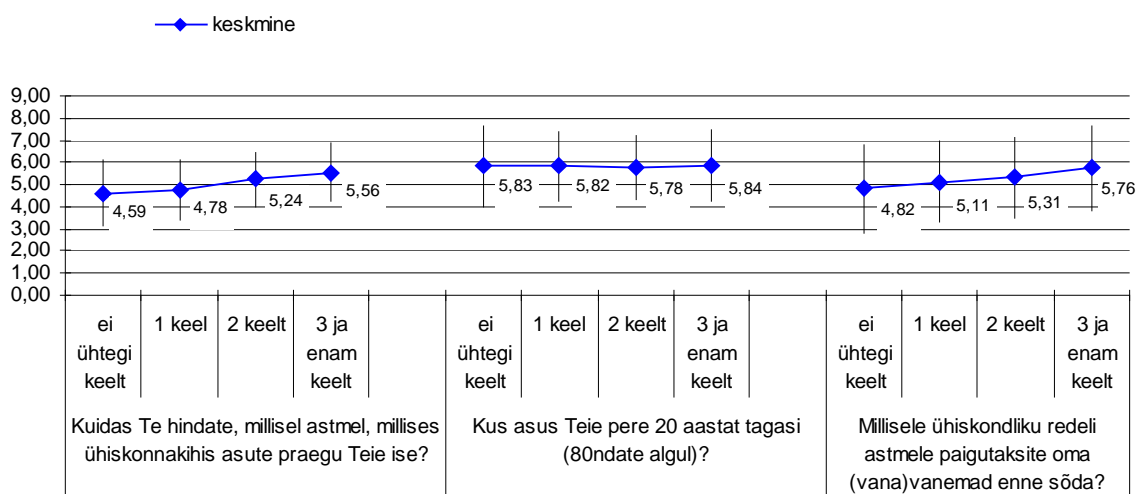 keskmine
9,00
8,00
7,00
6,00
5,00
4,00
3,00
2,00
1,00
0,00
4,59
4,78
5,24
5,56
5,83
5,82
5,78
5,84
4,82
5,11
5,31
5,76
ei ühtegi keelt
1 keel
2 keelt
3 ja enam keelt
ei ühtegi keelt
1 keel
2 keelt
3 ja enam keelt
ei ühtegi keelt
1 keel
2 keelt
3 ja enam keelt
Kuidas Te hindate, millisel astmel, millises
ühiskonnakihis asute praegu Teie ise?
Kus asus Teie pere 20 aastat tagasi
(80ndate algul)?
Millisele ühiskondliku redeli
astmele paigutaksite oma
(vana)vanemad enne sõda?